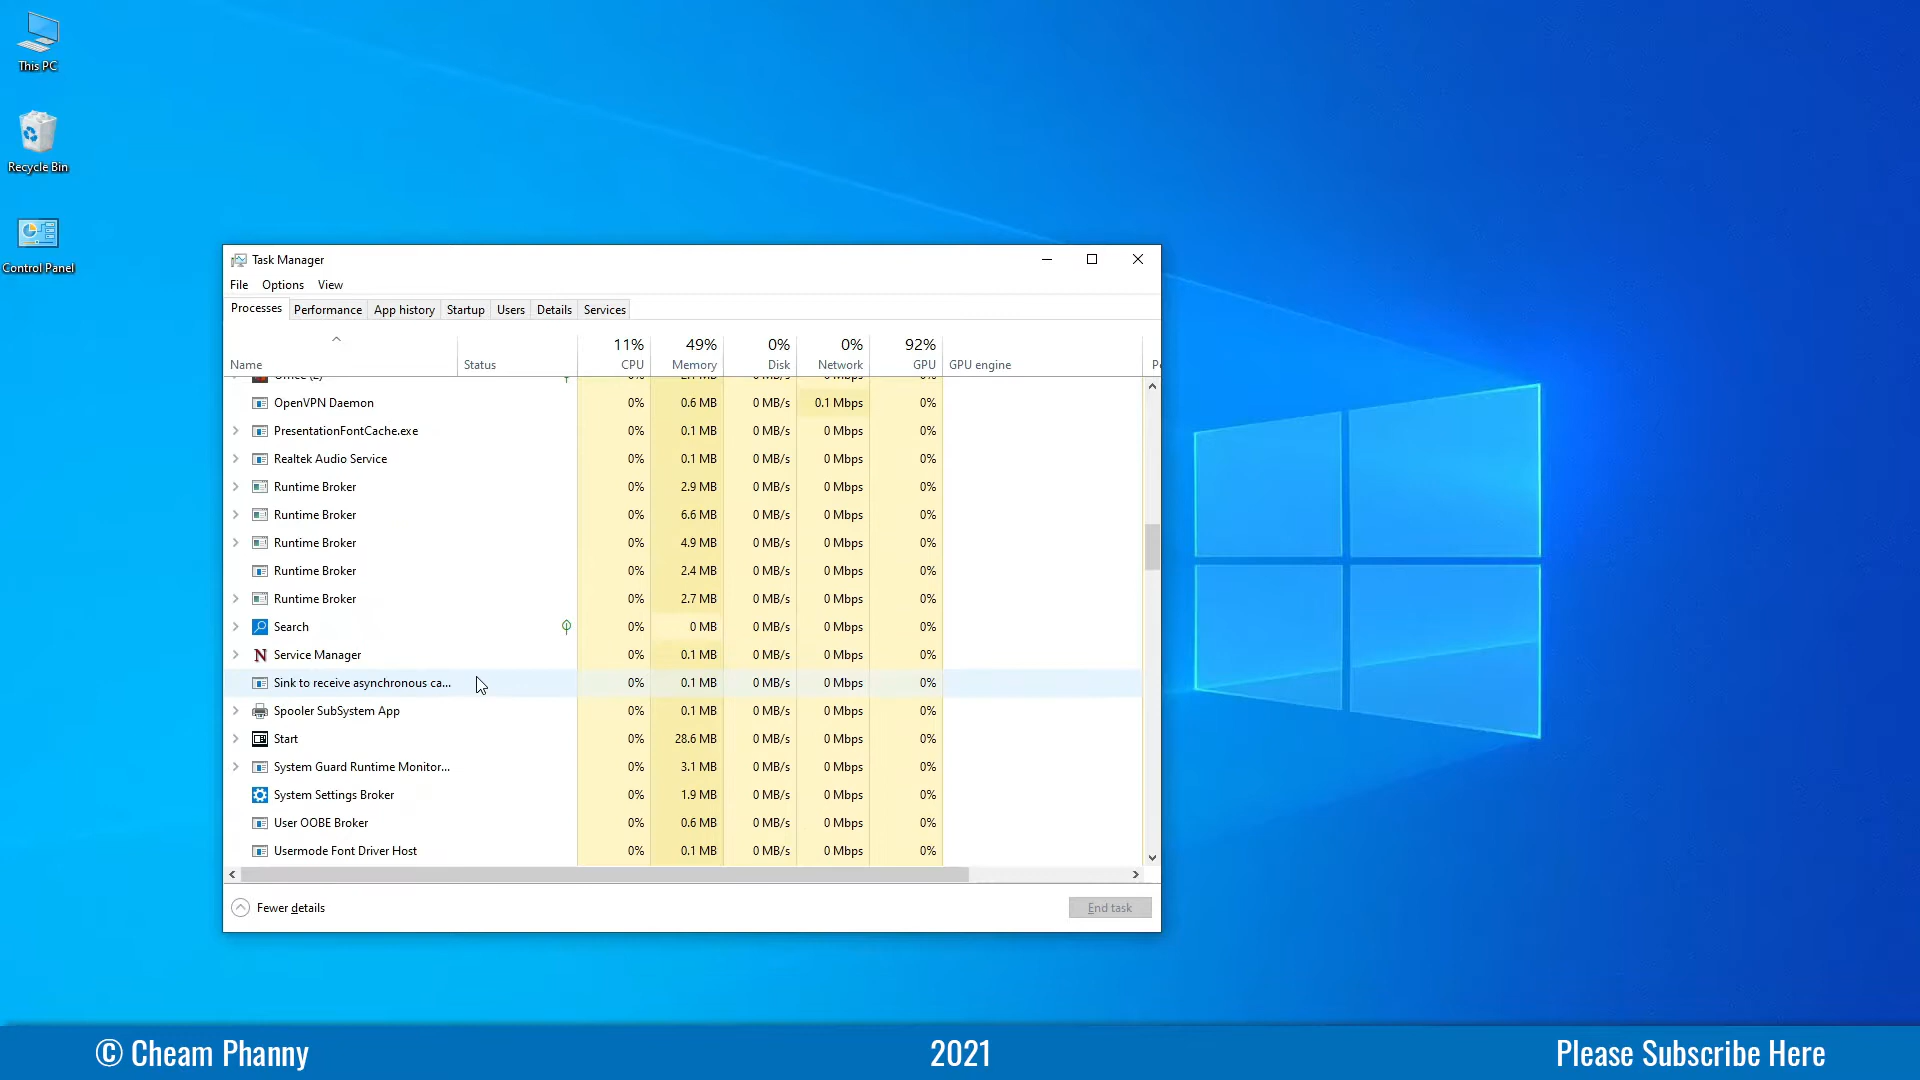 This PC
Recycle Bin
Control Panel
Task Manager
File Options View
Processes Performance App history Startup Users Details Services
11% 49% 0% 0% 92%
Name Status CPU Memory Disk Network GPU GPU engine
OpenVPN Daemon 0% 0.6 MB 0 MB/s 0.1 Mbps 0%
PresentationFontCache.exe 0% 0.1 MB 0 MB/s 0 Mbps 0%
Realtek Audio Service 0% 0.1 MB 0 MB/s 0 Mbps 0%
Runtime Broker 0% 2.9 MB 0 MB/s 0 Mbps 0%
Runtime Broker 0% 6.6 MB 0 MB/s 0 Mbps 0%
Runtime Broker 0% 4.9 MB 0 MB/s 0 Mbps 0%
Runtime Broker 0% 2.4 MB 0 MB/s 0 Mbps 0%
Runtime Broker 0% 2.7 MB 0 MB/s 0 Mbps 0%
Search 0% 0 MB 0 MB/s 0 Mbps 0%
Service Manager 0% 0.1 MB 0 MB/s 0 Mbps 0%
Sink to receive asynchronous ca... 0% 0.1 MB 0 MB/s 0 Mbps 0%
Spooler SubSystem App 0% 0.1 MB 0 MB/s 0 Mbps 0%
Start 0% 28.6 MB 0 MB/s 0 Mbps 0%
System Guard Runtime Monitor... 0% 3.1 MB 0 MB/s 0 Mbps 0%
System Settings Broker 0% 1.9 MB 0 MB/s 0 Mbps 0%
User OOBE Broker 0% 0.6 MB 0 MB/s 0 Mbps 0%
Usermode Font Driver Host 0% 0.1 MB 0 MB/s 0 Mbps 0%
Fewer details End task
© Cheam Phanny 2021 Please Subscribe Here